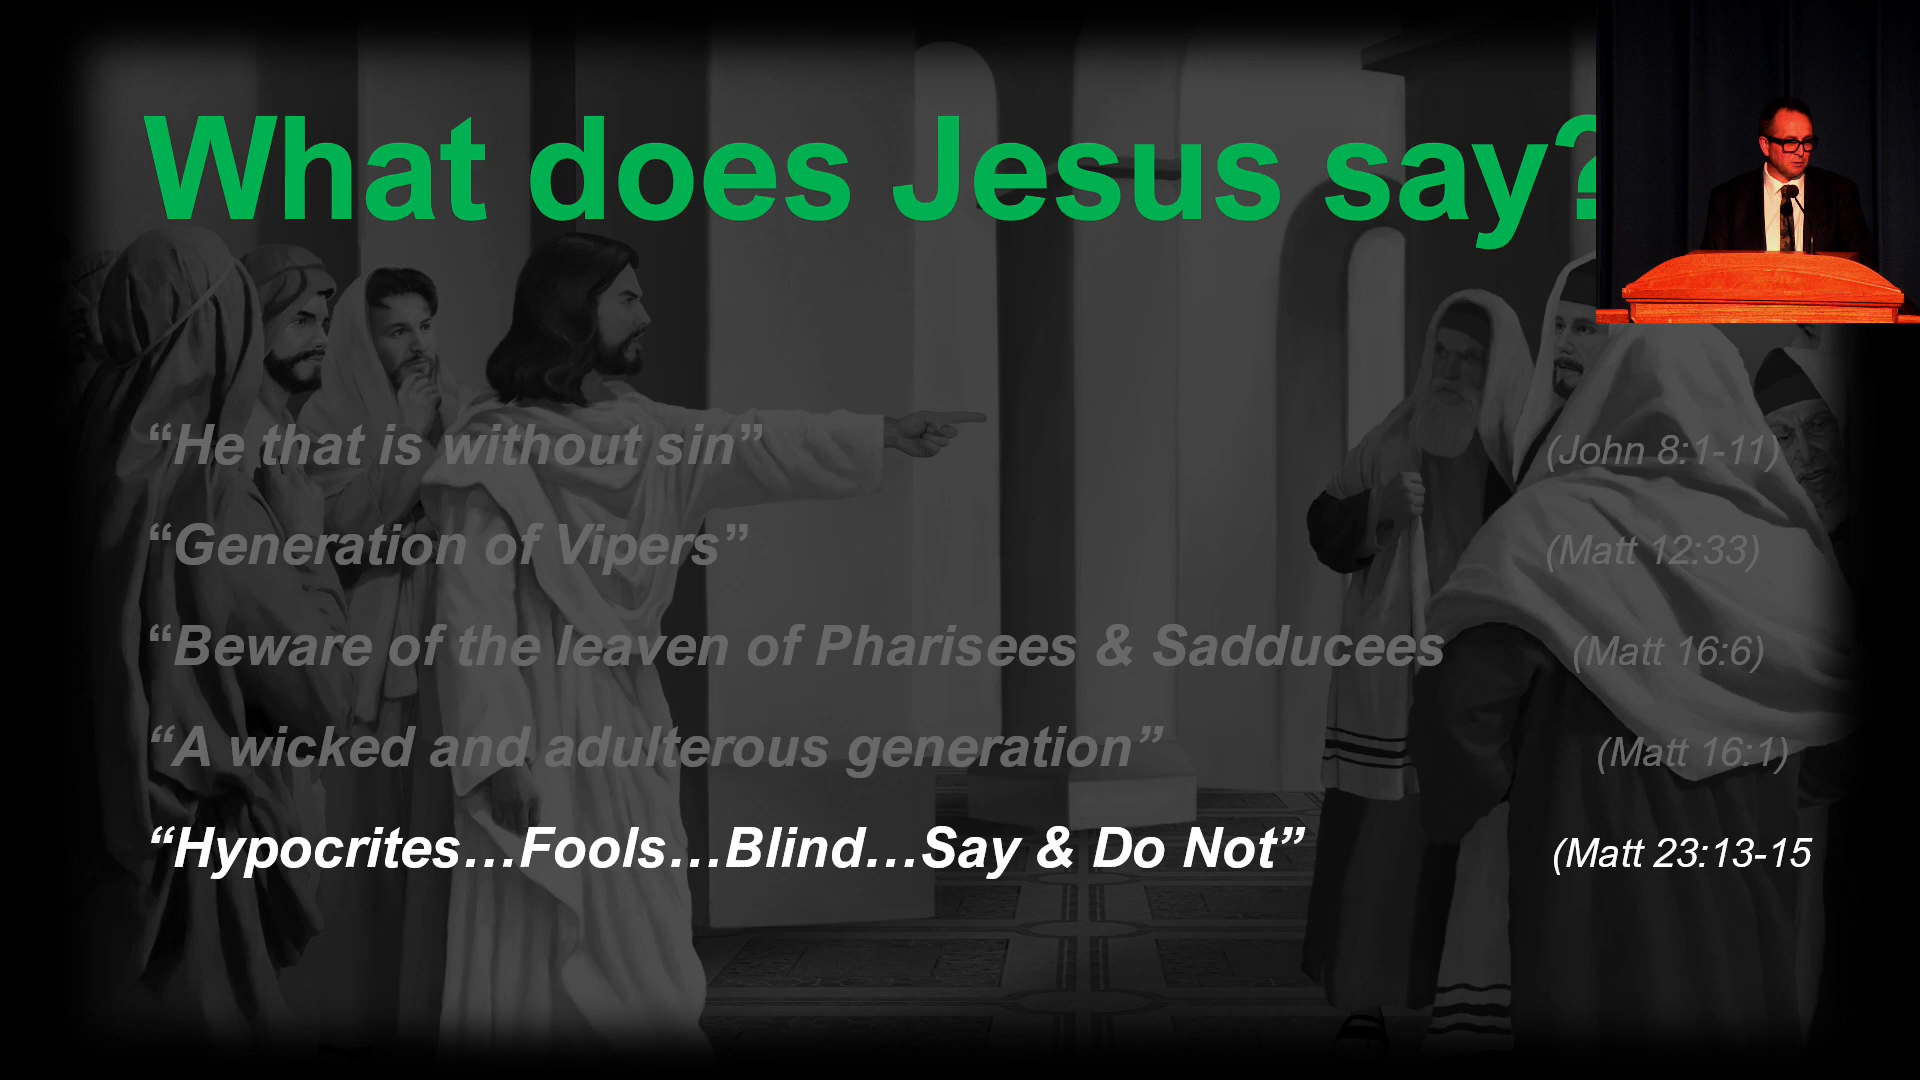 What does Jesus say?
“He that is without sin” (John 8:1-11)
“Generation of Vipers” (Matt 12:33)
“Beware of the leaven of Pharisees & Sadducees (Matt 16:6)
“A wicked and adulterous generation” (Matt 16:1)
“Hypocrites…Fools…Blind…Say & Do Not” (Matt 23:13-15